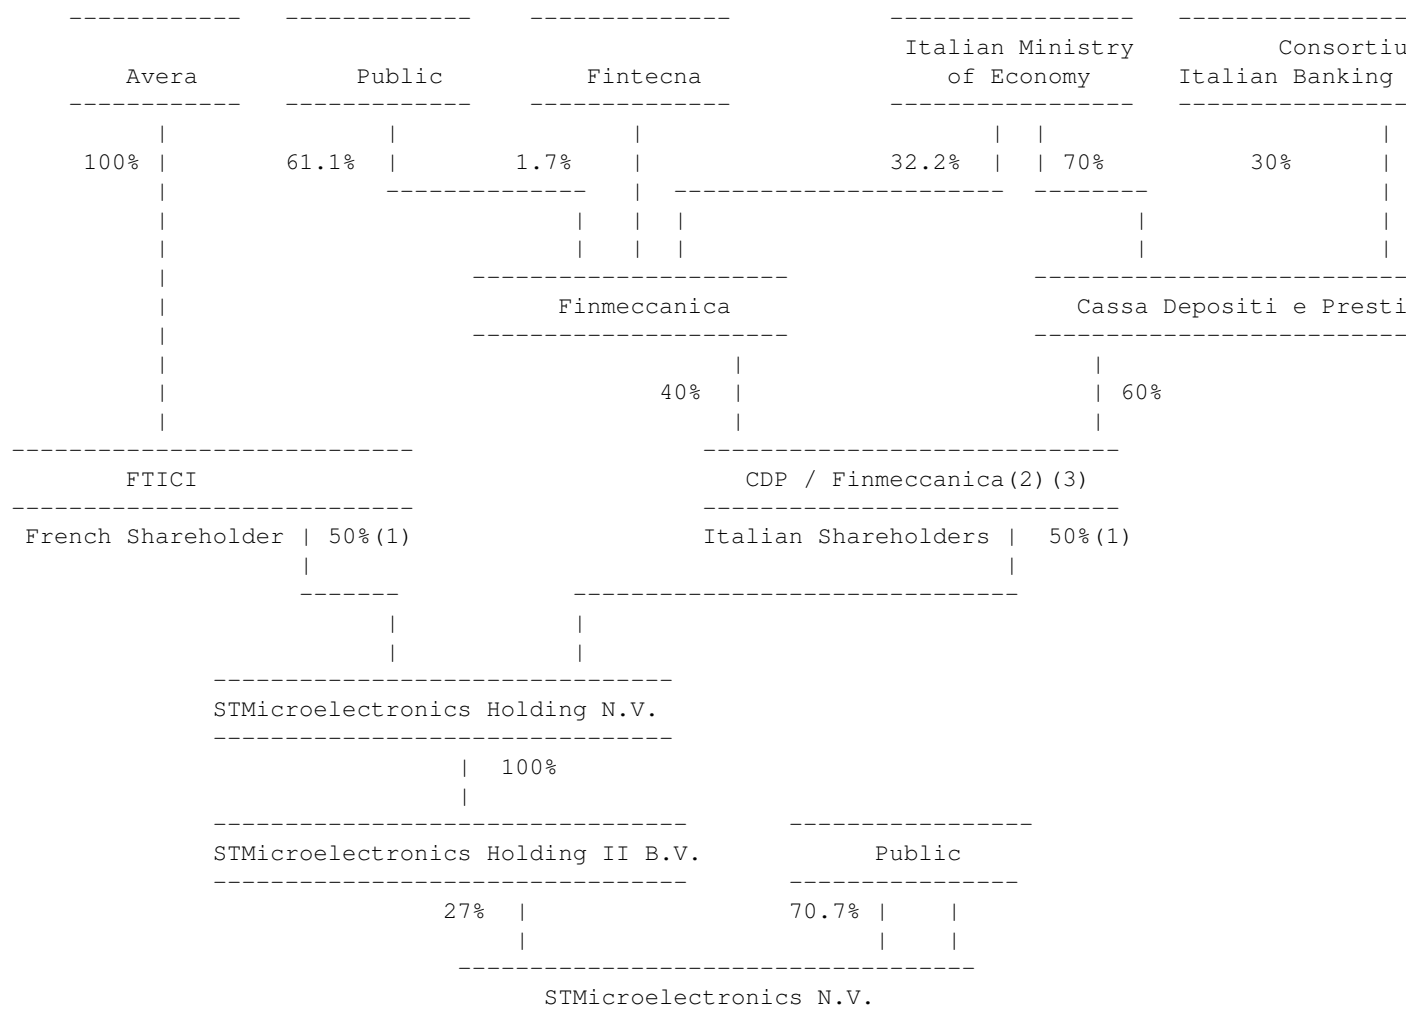 Italian Ministry Consortiu
Avera Public Fintecna of Economy Italian Banking
100% | 61.1% | 1.7% | 32.2% | | 70% 30% |
Finmeccanica Cassa Depositi e Presti
40% | | 60%
FTICI CDP / Finmeccanica(2)(3)
French Shareholder | 50%(1) Italian Shareholders | 50%(1)
STMicroelectronics Holding N.V.
| 100%
STMicroelectronics Holding II B.V. Public
27% | 70.7% | |
STMicroelectronics N.V.